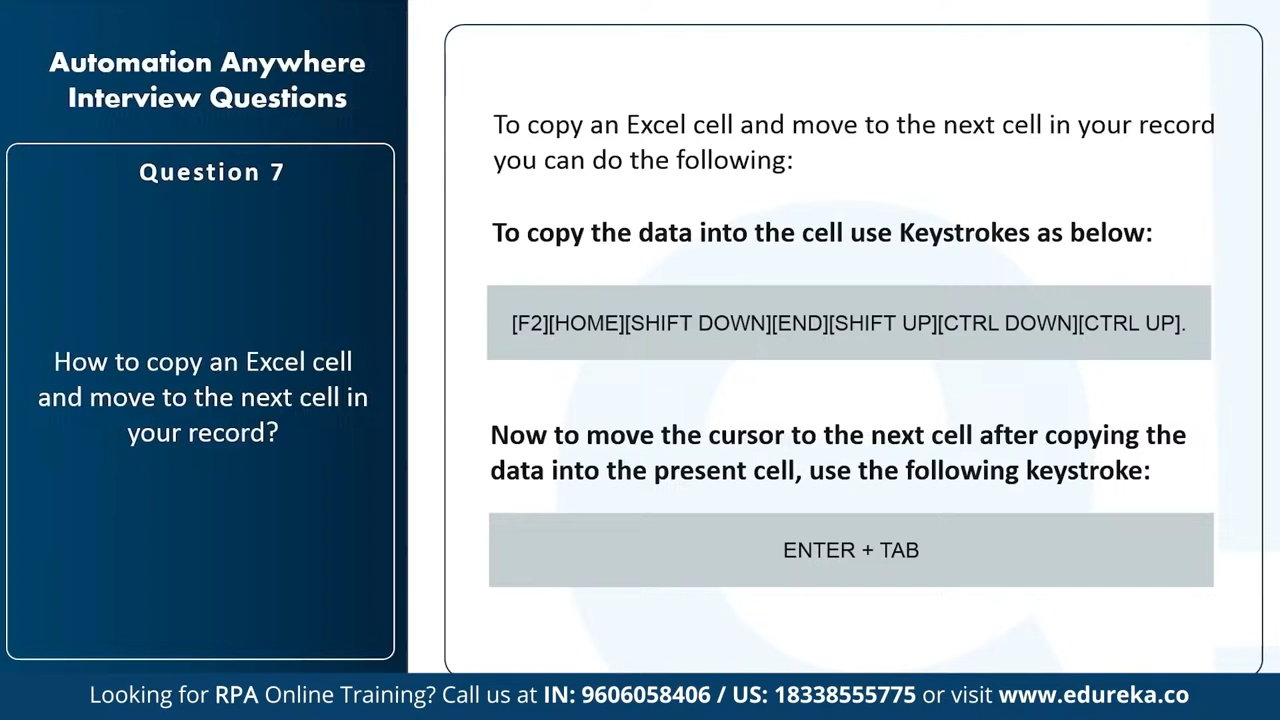 Automation Anywhere
Interview Questions
Question 7
How to copy an Excel cell
and move to the next cell in
your record?
To copy an Excel cell and move to the next cell in your record
you can do the following:
To copy the data into the cell use Keystrokes as below:
[F2][HOME][SHIFT DOWN][END][SHIFT UP][CTRL DOWN][CTRL UP].
Now to move the cursor to the next cell after copying the
data into the present cell, use the following keystroke:
ENTER + TAB
Looking for RPA Online Training? Call us at IN: 9606058406 / US: 18338555775 or visit www.edureka.co